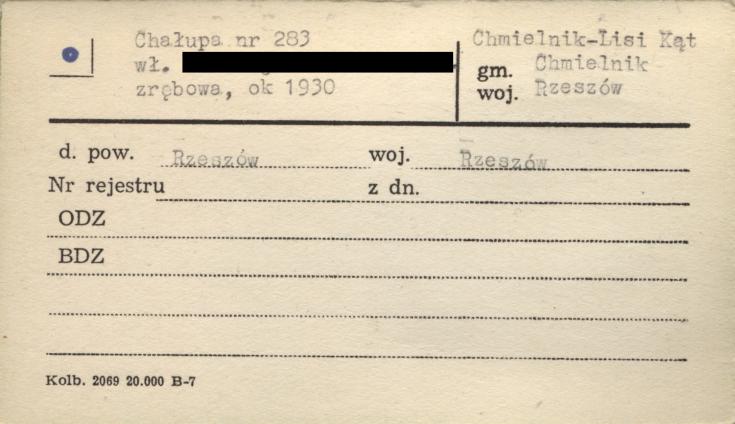 Chałupa nr 283
wł.
zrębowa, ok 1930
Chmielnik-Lisi Kąt
gm. Chmielnik
woj. Rzeszów
d. pow. Rzeszów woj. Rzeszów
Nr rejestru z dn.
ODZ
BDZ
Kolb. 2069 20.000 B-7